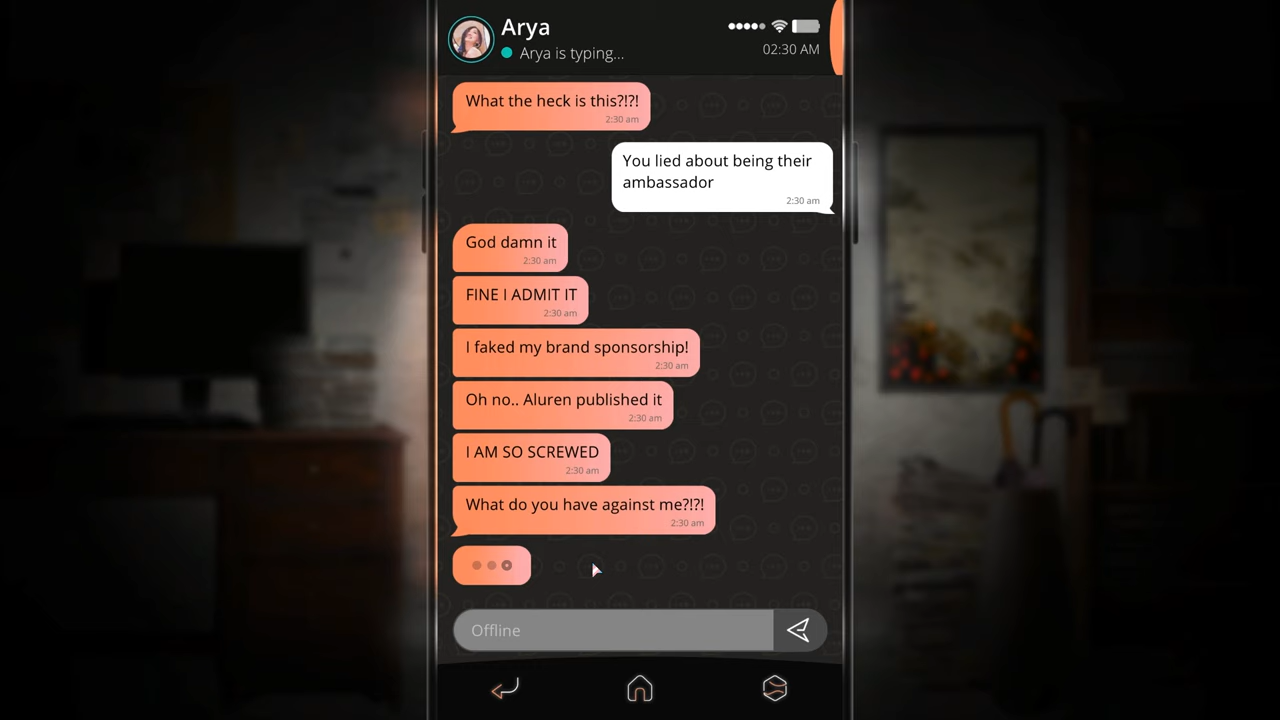 Arya
Arya is typing...
02:30 AM
What the heck is this?!?!
2:30 am
You lied about being their
ambassador
2:30 am
God damn it
2:30 am
FINE I ADMIT IT
2:30 am
I faked my brand sponsorship!
2:30 am
Oh no.. Aluren published it
2:30 am
I AM SO SCREWED
2:30 am
What do you have against me?!?!
2:30 am
Offline